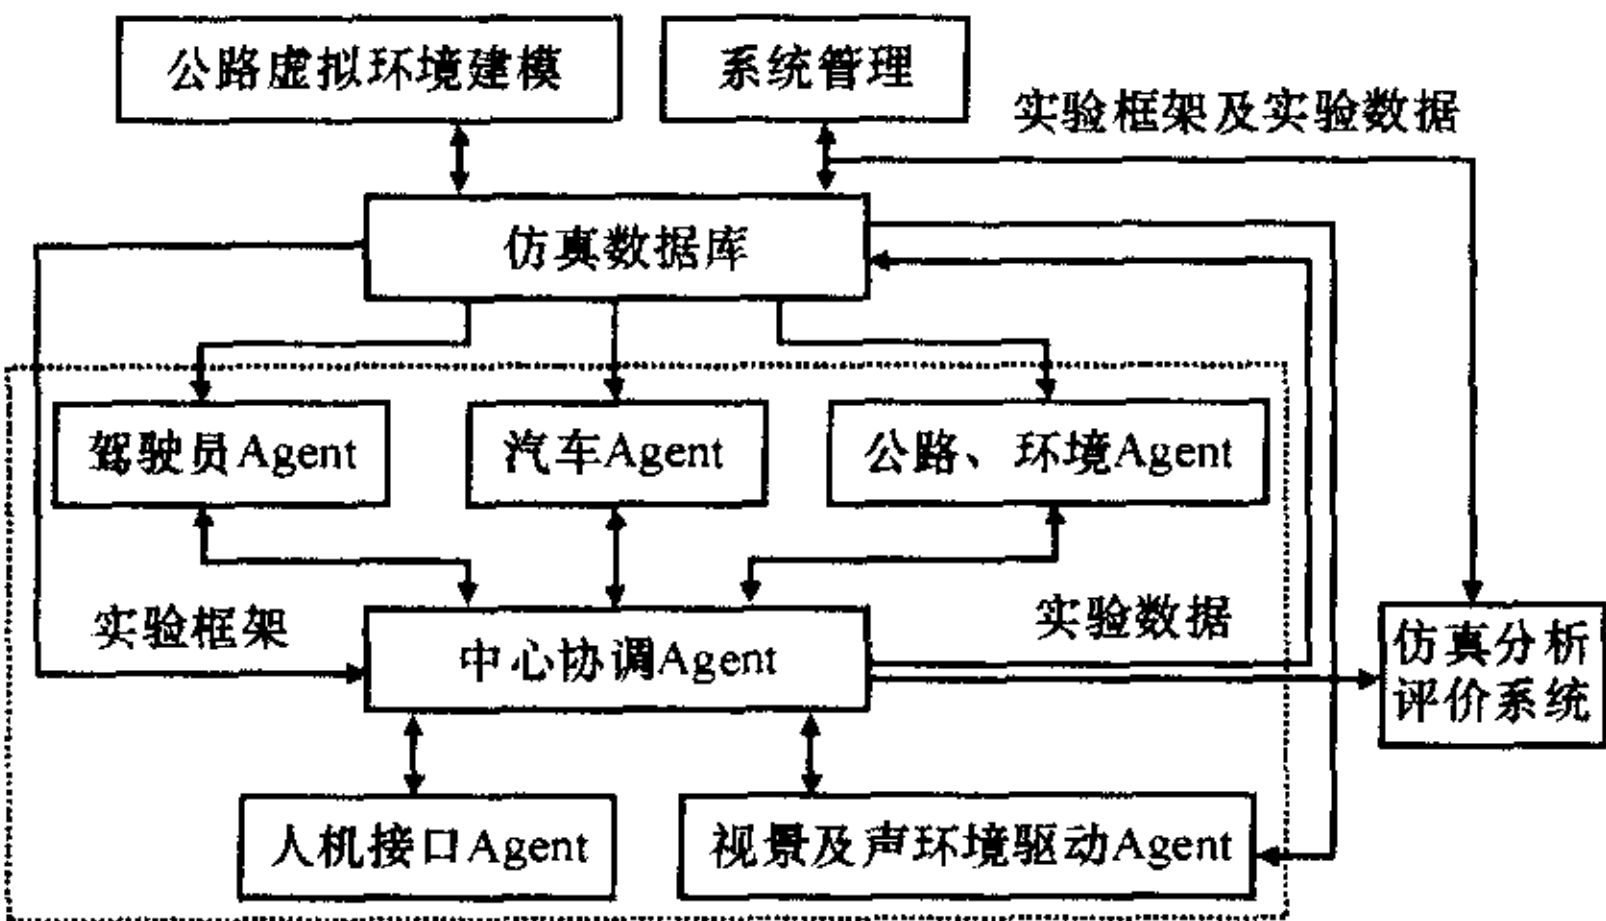 公路虚拟环境建模
系统管理
实验框架及实验数据
仿真数据库
驾驶员Agent
汽车Agent
公路、环境Agent
实验框架
中心协调Agent
实验数据
仿真分析
评价系统
人机接口Agent
视景及声环境驱动Agent